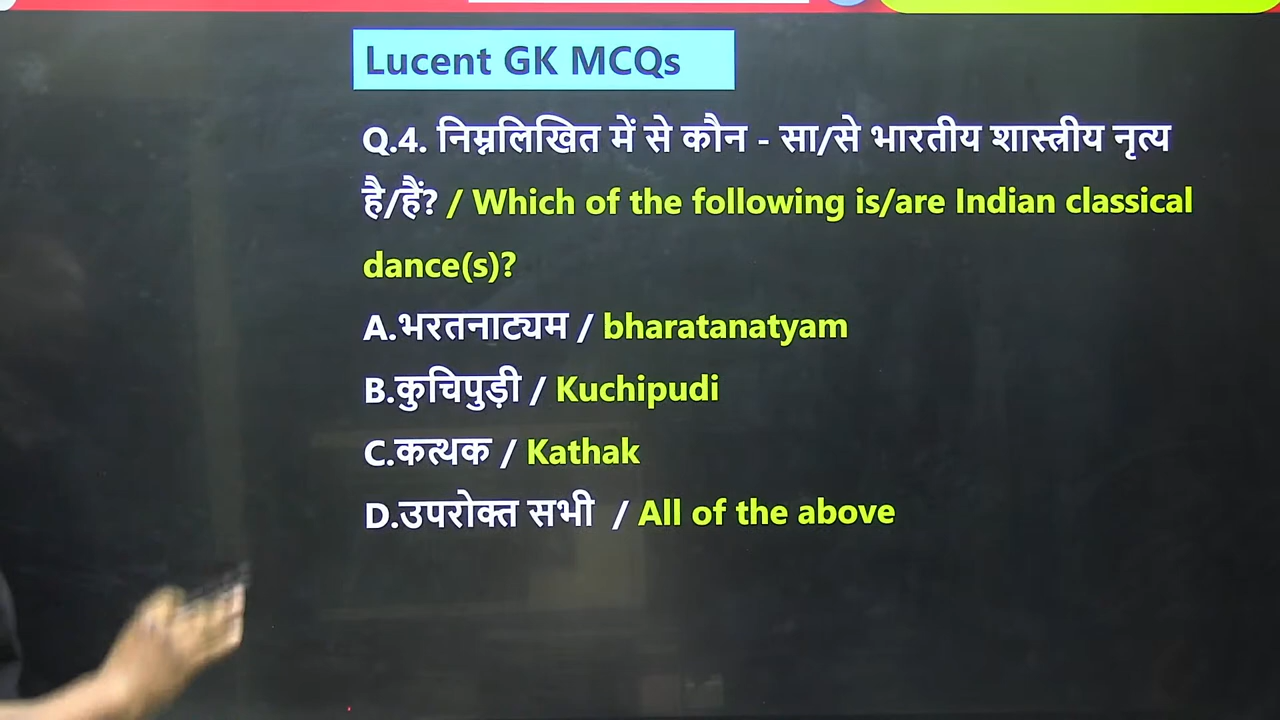 Lucent GK MCQs
Q.4. निम्नलिखित में से कौन - सा/से भारतीय शास्त्रीय नृत्य
है/हैं? / Which of the following is/are Indian classical
dance(s)?
A.भरतनाट्यम / bharatanatyam
B.कुचिपुड़ी / Kuchipudi
C.कत्थक / Kathak
D.उपरोक्त सभी / All of the above